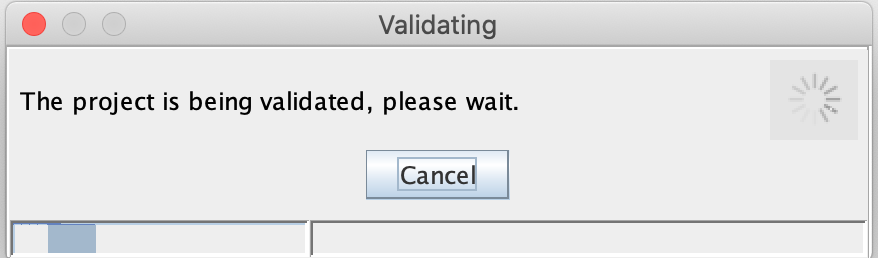 Validating
The project is being validated, please wait.
Cancel